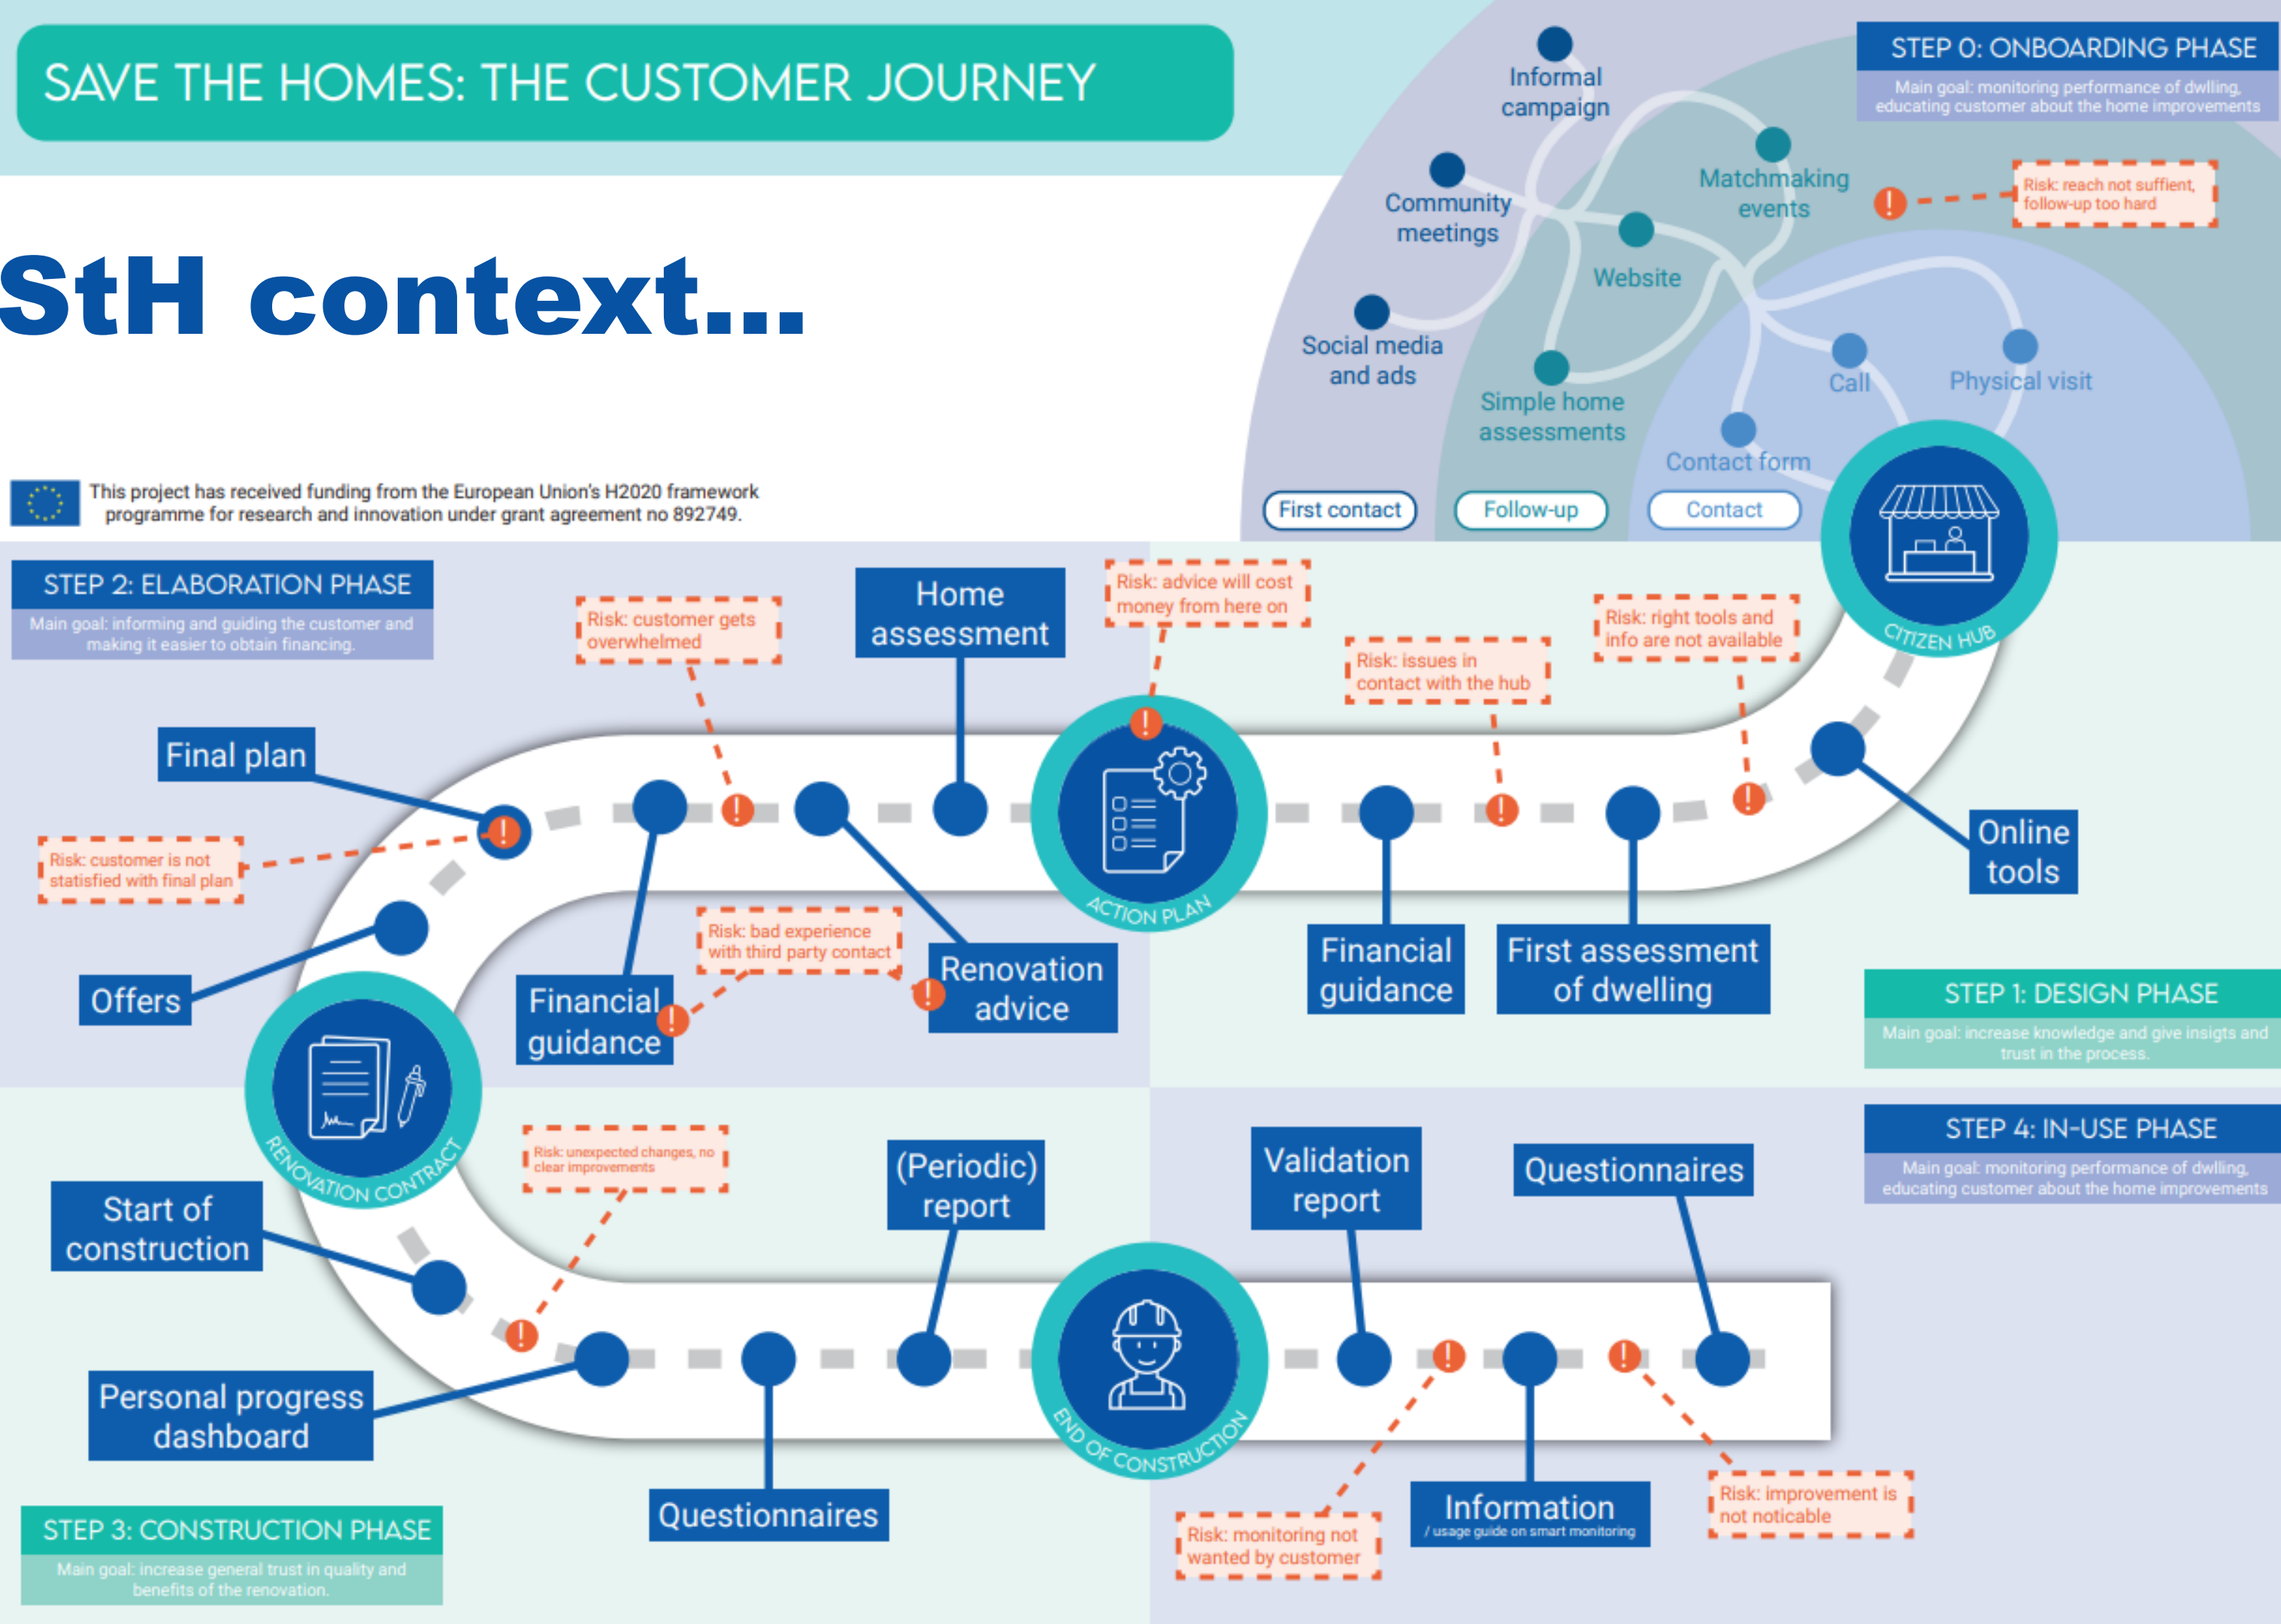 SAVE THE HOMES: THE CUSTOMER JOURNEY
StH context...
This project has received funding from the European Union's H2020 framework
programme for research and innovation under grant agreement no 892749.
STEP 0: ONBOARDING PHASE
Main goal: monitoring performance of dwlling,
educating customer about the home improvements
Informal
campaign
Community
meetings
Social media
and ads
Matchmaking
events
Website
Simple home
assessments
Risk: reach not suffient,
follow-up too hard
Call
Physical visit
Contact form
First contact
Follow-up
Contact
CITIZEN HUB
STEP 2: ELABORATION PHASE
Main goal: informing and guiding the customer and
making it easier to obtain financing.
Risk: customer gets
overwhelmed
Home
assessment
Risk: advice will cost
money from here on
Risk: issues in
contact with the hub
Risk: right tools and
info are not available
Final plan
Risk: customer is not
statisfied with final plan
Offers
Financial
guidance
Risk: bad experience
with third party contact
Renovation
advice
ACTION PLAN
Financial
guidance
First assessment
of dwelling
Online
tools
STEP 1: DESIGN PHASE
Main goal: increase knowledge and give insigts and
trust in the process.
RENOVATION CONTRACT
Start of
construction
Risk: unexpected changes, no
clear improvements
(Periodic)
report
Personal progress
dashboard
Questionnaires
STEP 3: CONSTRUCTION PHASE
Main goal: increase general trust in quality and
benefits of the renovation.
END OF CONSTRUCTION
STEP 4: IN-USE PHASE
Main goal: monitoring performance of dwlling,
educating customer about the home improvements
Validation
report
Questionnaires
Risk: monitoring not
wanted by customer
Information
/ usage guide on smart monitoring
Risk: improvement is
not noticable